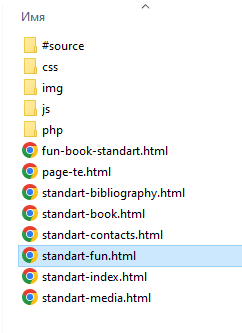 Имя
#source
css
img
js
php
fun-book-standart.html
page-te.html
standart-bibliography.html
standart-book.html
standart-contacts.html
standart-fun.html
standart-index.html
standart-media.html